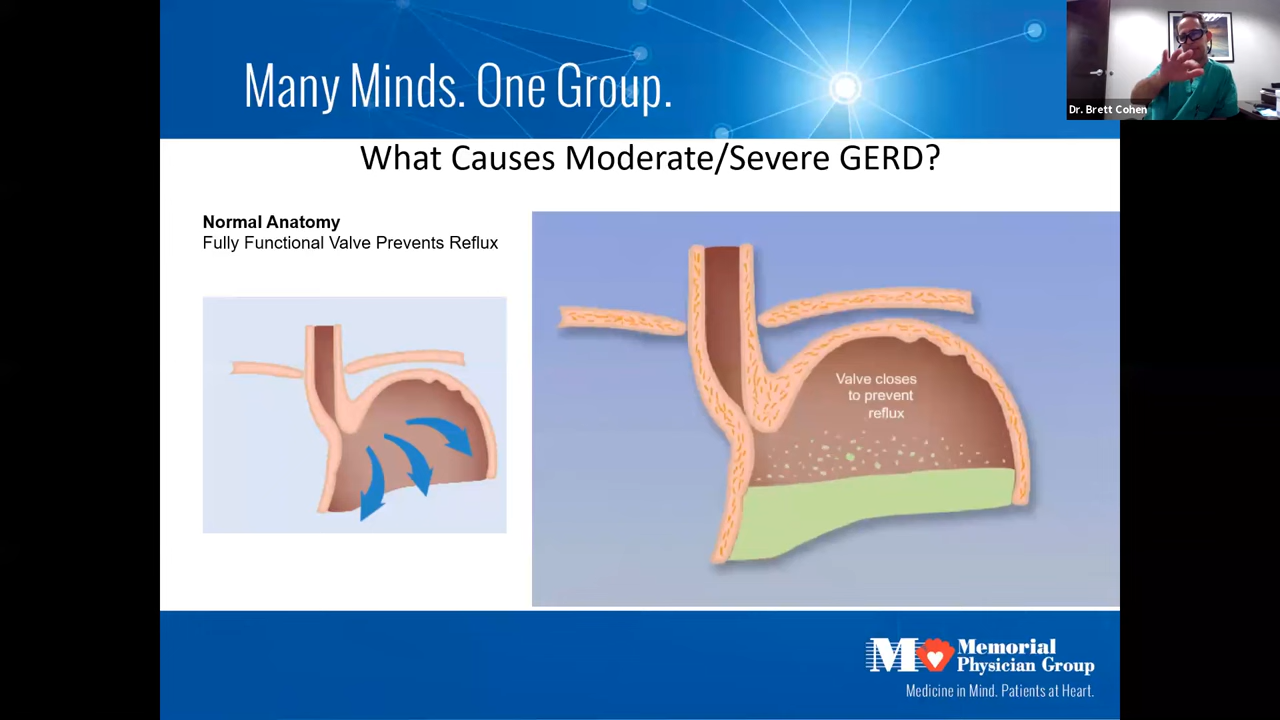 Many Minds. One Group.
Dr. Brett Cohen
What Causes Moderate/Severe GERD?
Normal Anatomy
Fully Functional Valve Prevents Reflux
Valve closes
to prevent
reflux
M Memorial
Physician Group
Medicine in Mind. Patients at Heart.